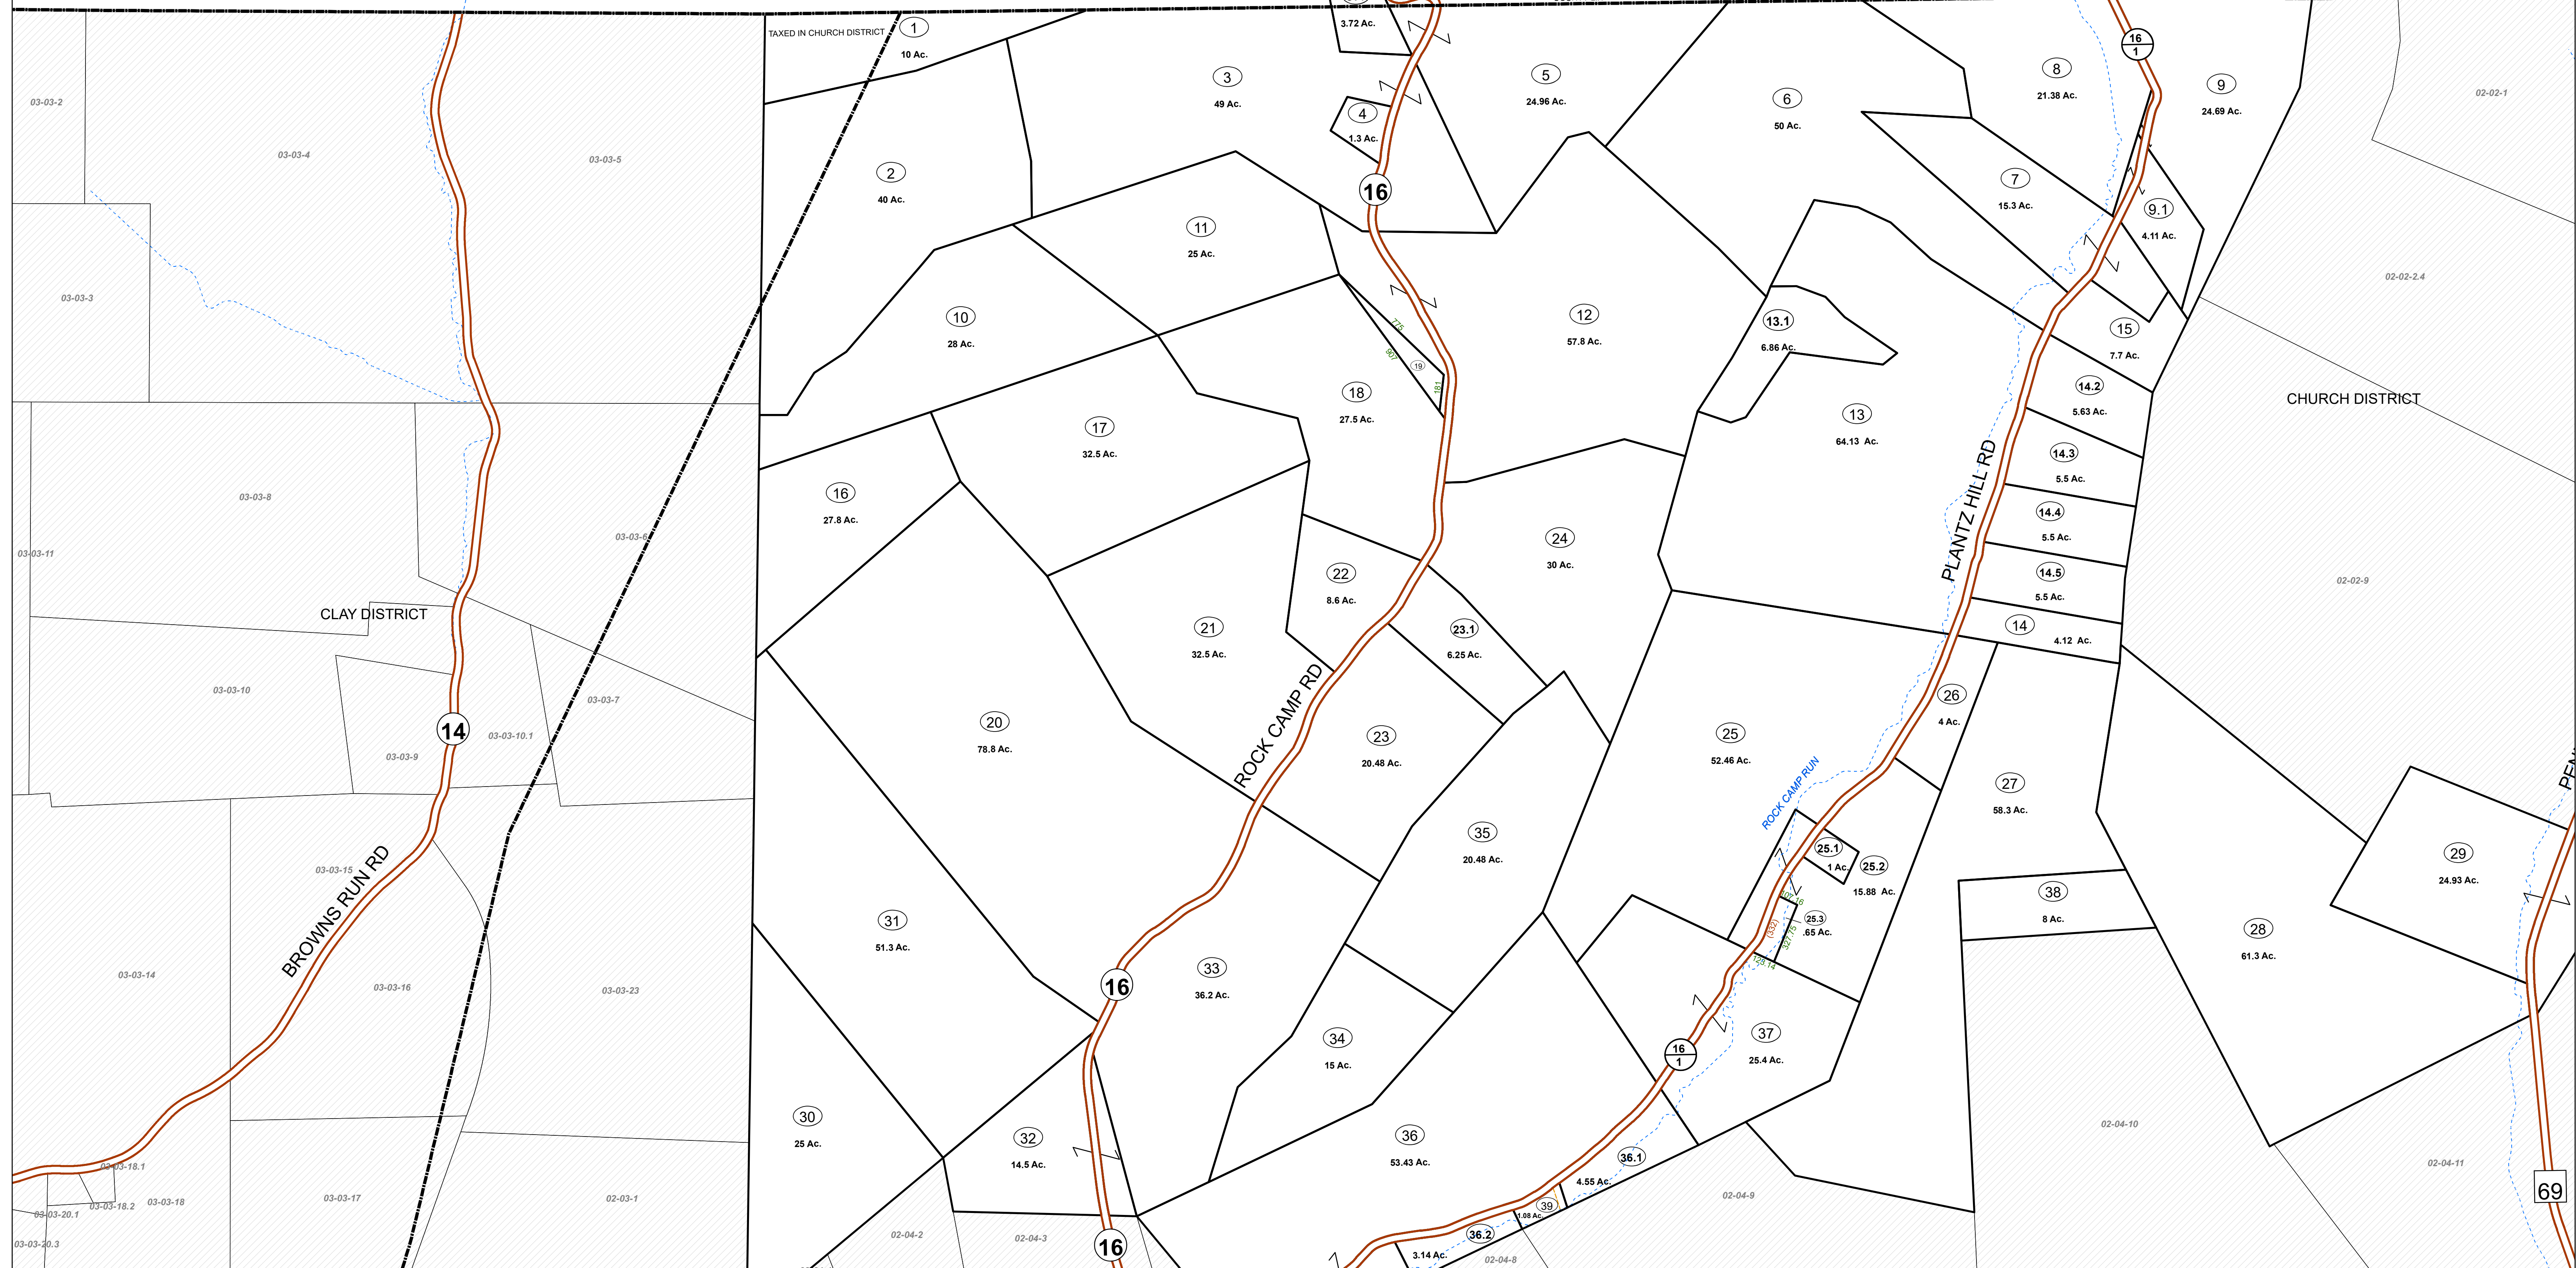 TAXED IN CHURCH DISTRICT
1
10 Ac.
3.72 Ac.
3
49 Ac.
4
1.3 Ac.
5
24.96 Ac.
6
50 Ac.
8
21.38 Ac.
16
1
9
24.69 Ac.
02-02-1
03-03-2
03-03-4
03-03-5
2
40 Ac.
16
7
15.3 Ac.
9.1
4.11 Ac.
11
25 Ac.
02-02-2.4
03-03-3
10
28 Ac.
775
907
19
181
12
57.8 Ac.
13.1
6.86 Ac.
15
7.7 Ac.
14.2
5.63 Ac.
CHURCH DISTRICT
18
27.5 Ac.
13
64.13 Ac.
17
32.5 Ac.
14.3
5.5 Ac.
03-03-8
16
27.8 Ac.
PLANTZ HILL RD
14.4
5.5 Ac.
03-03-11
03-03-6
24
30 Ac.
22
8.6 Ac.
14.5
5.5 Ac.
02-02-9
CLAY DISTRICT
21
32.5 Ac.
23.1
6.25 Ac.
14
4.12 Ac.
03-03-10
03-03-7
26
4 Ac.
14
03-03-10.1
03-03-9
20
78.8 Ac.
ROCK CAMP RD
23
20.48 Ac.
25
52.46 Ac.
ROCK CAMP RUN
27
58.3 Ac.
PEN
35
20.48 Ac.
25.1
1 Ac.
25.2
15.88 Ac.
29
24.93 Ac.
03-03-15
BROWNS RUN RD
38
8 Ac.
31
51.3 Ac.
25.3
.65 Ac.
(332)
327.75
128.14
28
61.3 Ac.
03-03-14
03-03-16
03-03-23
33
36.2 Ac.
16
34
15 Ac.
37
25.4 Ac.
16
1
30
25 Ac.
32
14.5 Ac.
36
53.43 Ac.
36.1
4.55 Ac.
02-04-10
02-04-11
03-03-18
03-03-18.2
03-03-17
02-03-1
02-04-9
69
39
1.08 Ac.
03-03-20.1
03-03-20.3
02-04-2
02-04-3
16
36.2
3.14 Ac.
02-04-8